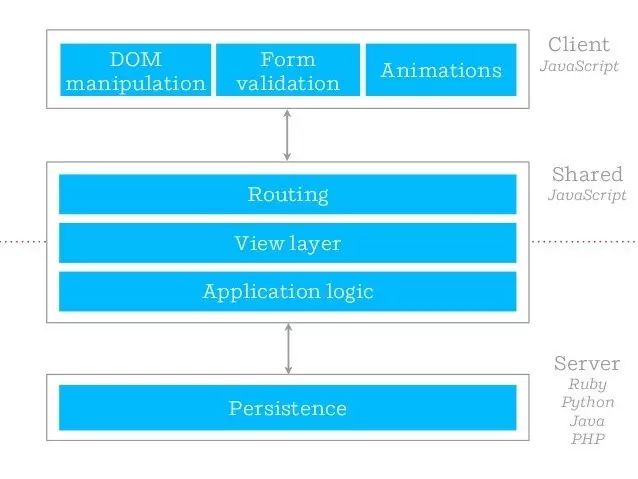 DOM
manipulation
Form
validation
Animations
Client
JavaScript
Routing
Shared
JavaScript
View layer
Application logic
Persistence
Server
Ruby
Python
Java
PHP